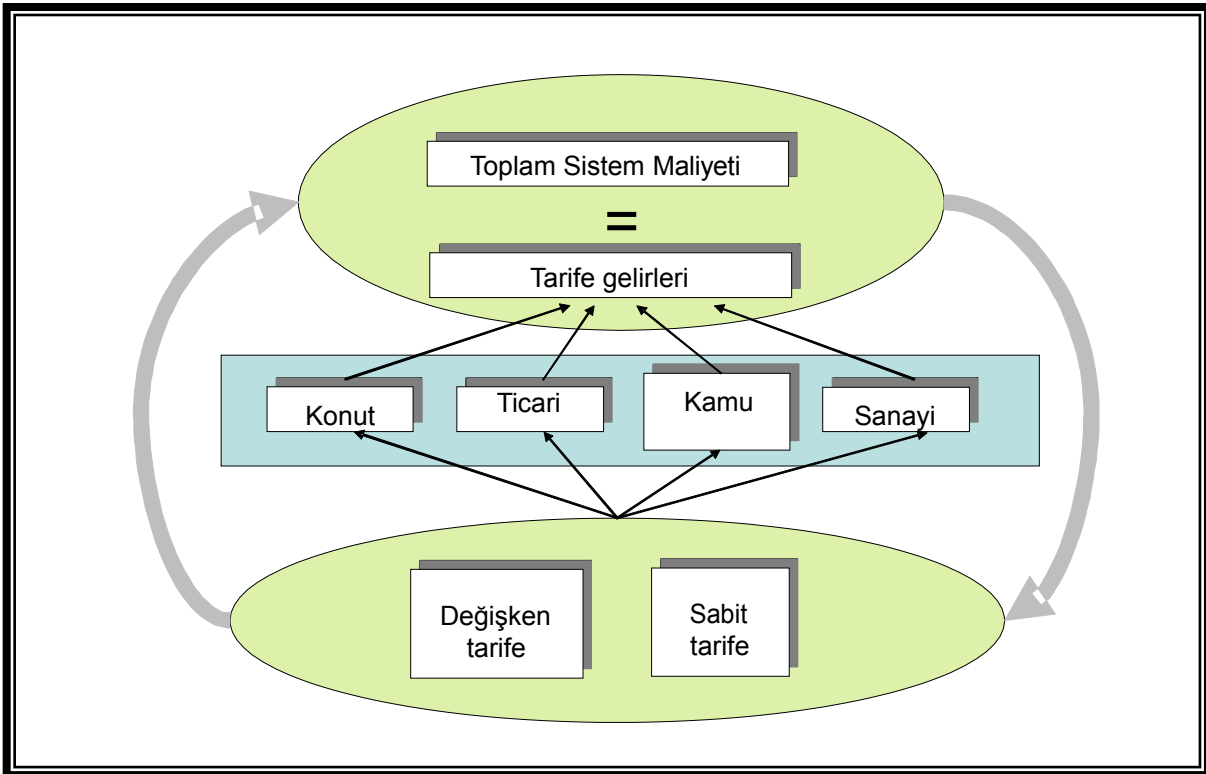 Toplam Sistem Maliyeti
=
Tarife gelirleri
Konut
Ticari
Kamu
Sanayi
Değişken
tarife
Sabit
tarife